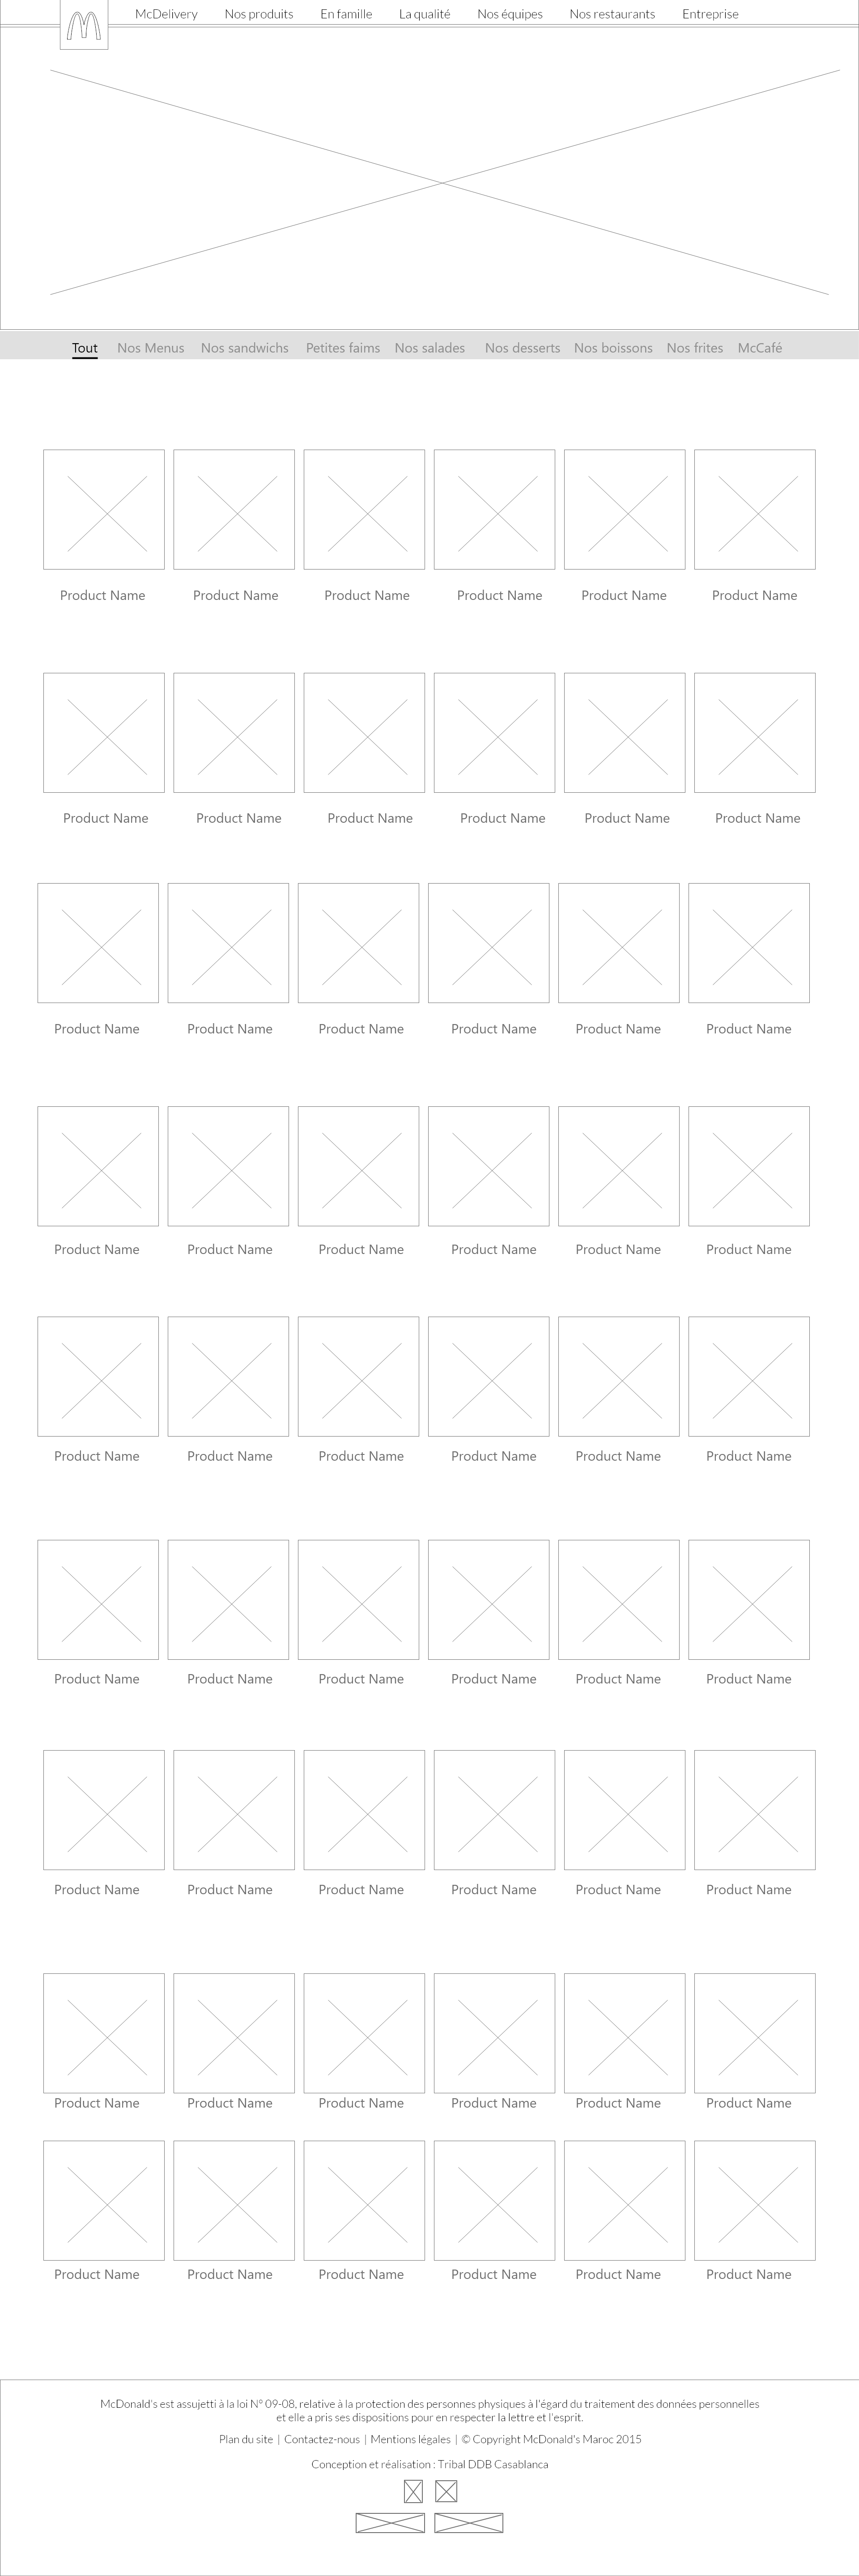 McDelivery Nos produits En famille La qualité Nos équipes Nos restaurants Entreprise
Tout Nos Menus Nos sandwichs Petites faims Nos salades Nos desserts Nos boissons Nos frites McCafé
Product Name Product Name Product Name Product Name Product Name Product Name
Product Name Product Name Product Name Product Name Product Name Product Name
Product Name Product Name Product Name Product Name Product Name Product Name
Product Name Product Name Product Name Product Name Product Name Product Name
Product Name Product Name Product Name Product Name Product Name Product Name
Product Name Product Name Product Name Product Name Product Name Product Name
Product Name Product Name Product Name Product Name Product Name Product Name
Product Name Product Name Product Name Product Name Product Name Product Name
Product Name Product Name Product Name Product Name Product Name Product Name
McDonald's est assujetti à la loi N° 09-08, relative à la protection des personnes physiques à l'égard du traitement des données personnelles
et elle a pris ses dispositions pour en respecter la lettre et l'esprit.
Plan du site | Contactez-nous | Mentions légales | © Copyright McDonald's Maroc 2015
Conception et réalisation : Tribal DDB Casablanca